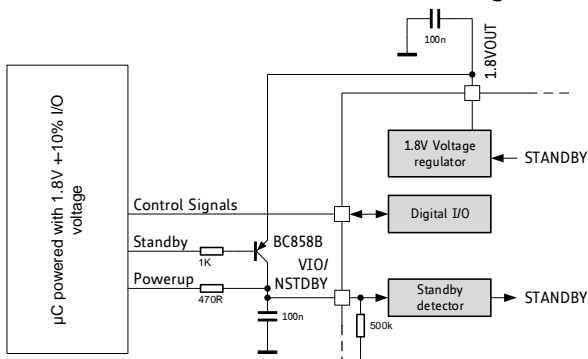 100n
1.8VOUT
µC powered with 1.8V +-10% I/O
voltage
1.8V Voltage
regulator
STANDBY
Control Signals
Digital I/O
Standby
1K
BC858B
VIO/
NSTDBY
Powerup
470R
Standby
detector
STANDBY
100n
500k